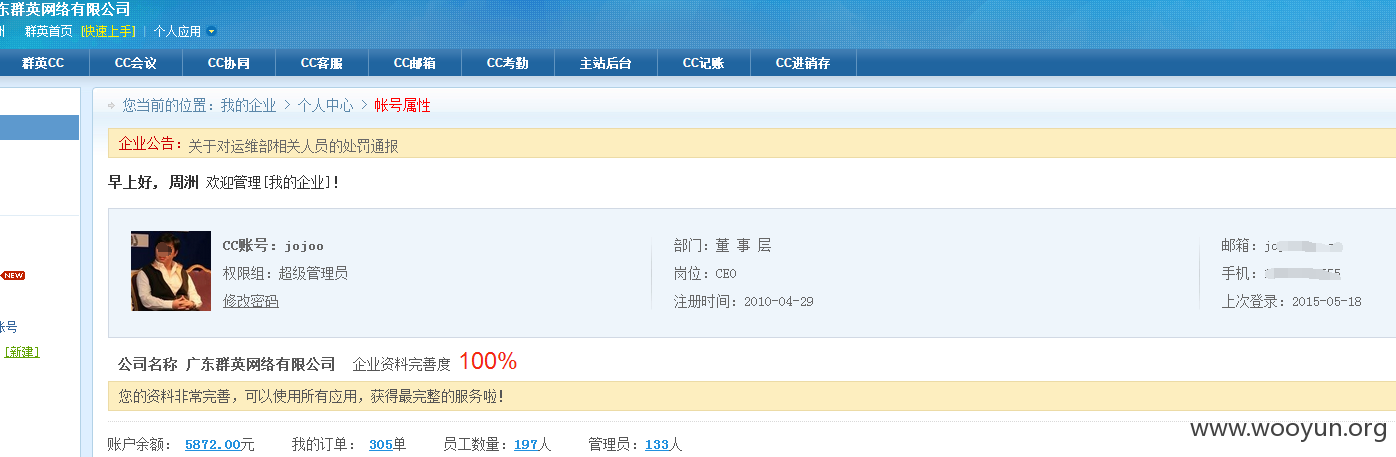 东群英网络有限公司
群英首页 [快速上手] | 个人应用
群英CC CC会议 CC协同 CC客服 CC邮箱 CC考勤 主站后台 CC记账 CC进销存
您当前的位置：我的企业 > 个人中心 > 帐号属性
企业公告：关于对运维部相关人员的处罚通报
早上好，周洲 欢迎管理[我的企业]！
CC账号：jojoo 部门：董 事 层 邮箱：
NEW 权限组：超级管理员 岗位：CEO 手机：
修改密码 注册时间：2010-04-29 上次登录：2015-05-18
帐号
[新建]
公司名称 广东群英网络有限公司 企业资料完善度 100%
您的资料非常完善，可以使用所有应用，获得最完整的服务啦！
账户余额： 5872.00元 我的订单： 305单 员工数量：197人 管理员：133人
www.wooyun.org